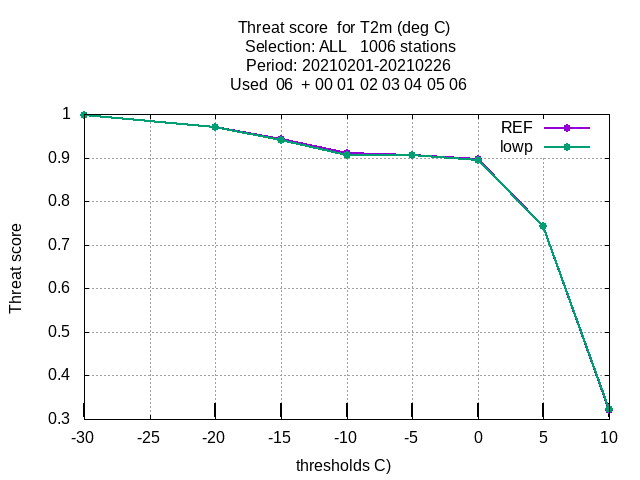 Threat score  for T2m (deg C)
Selection: ALL   1006 stations
Period: 20210201-20210226
Used  06  + 00 01 02 03 04 05 06
REF
lowp
Threat score
1
0.9
0.8
0.7
0.6
0.5
0.4
0.3
-30 -25 -20 -15 -10 -5 0 5 10
thresholds C)